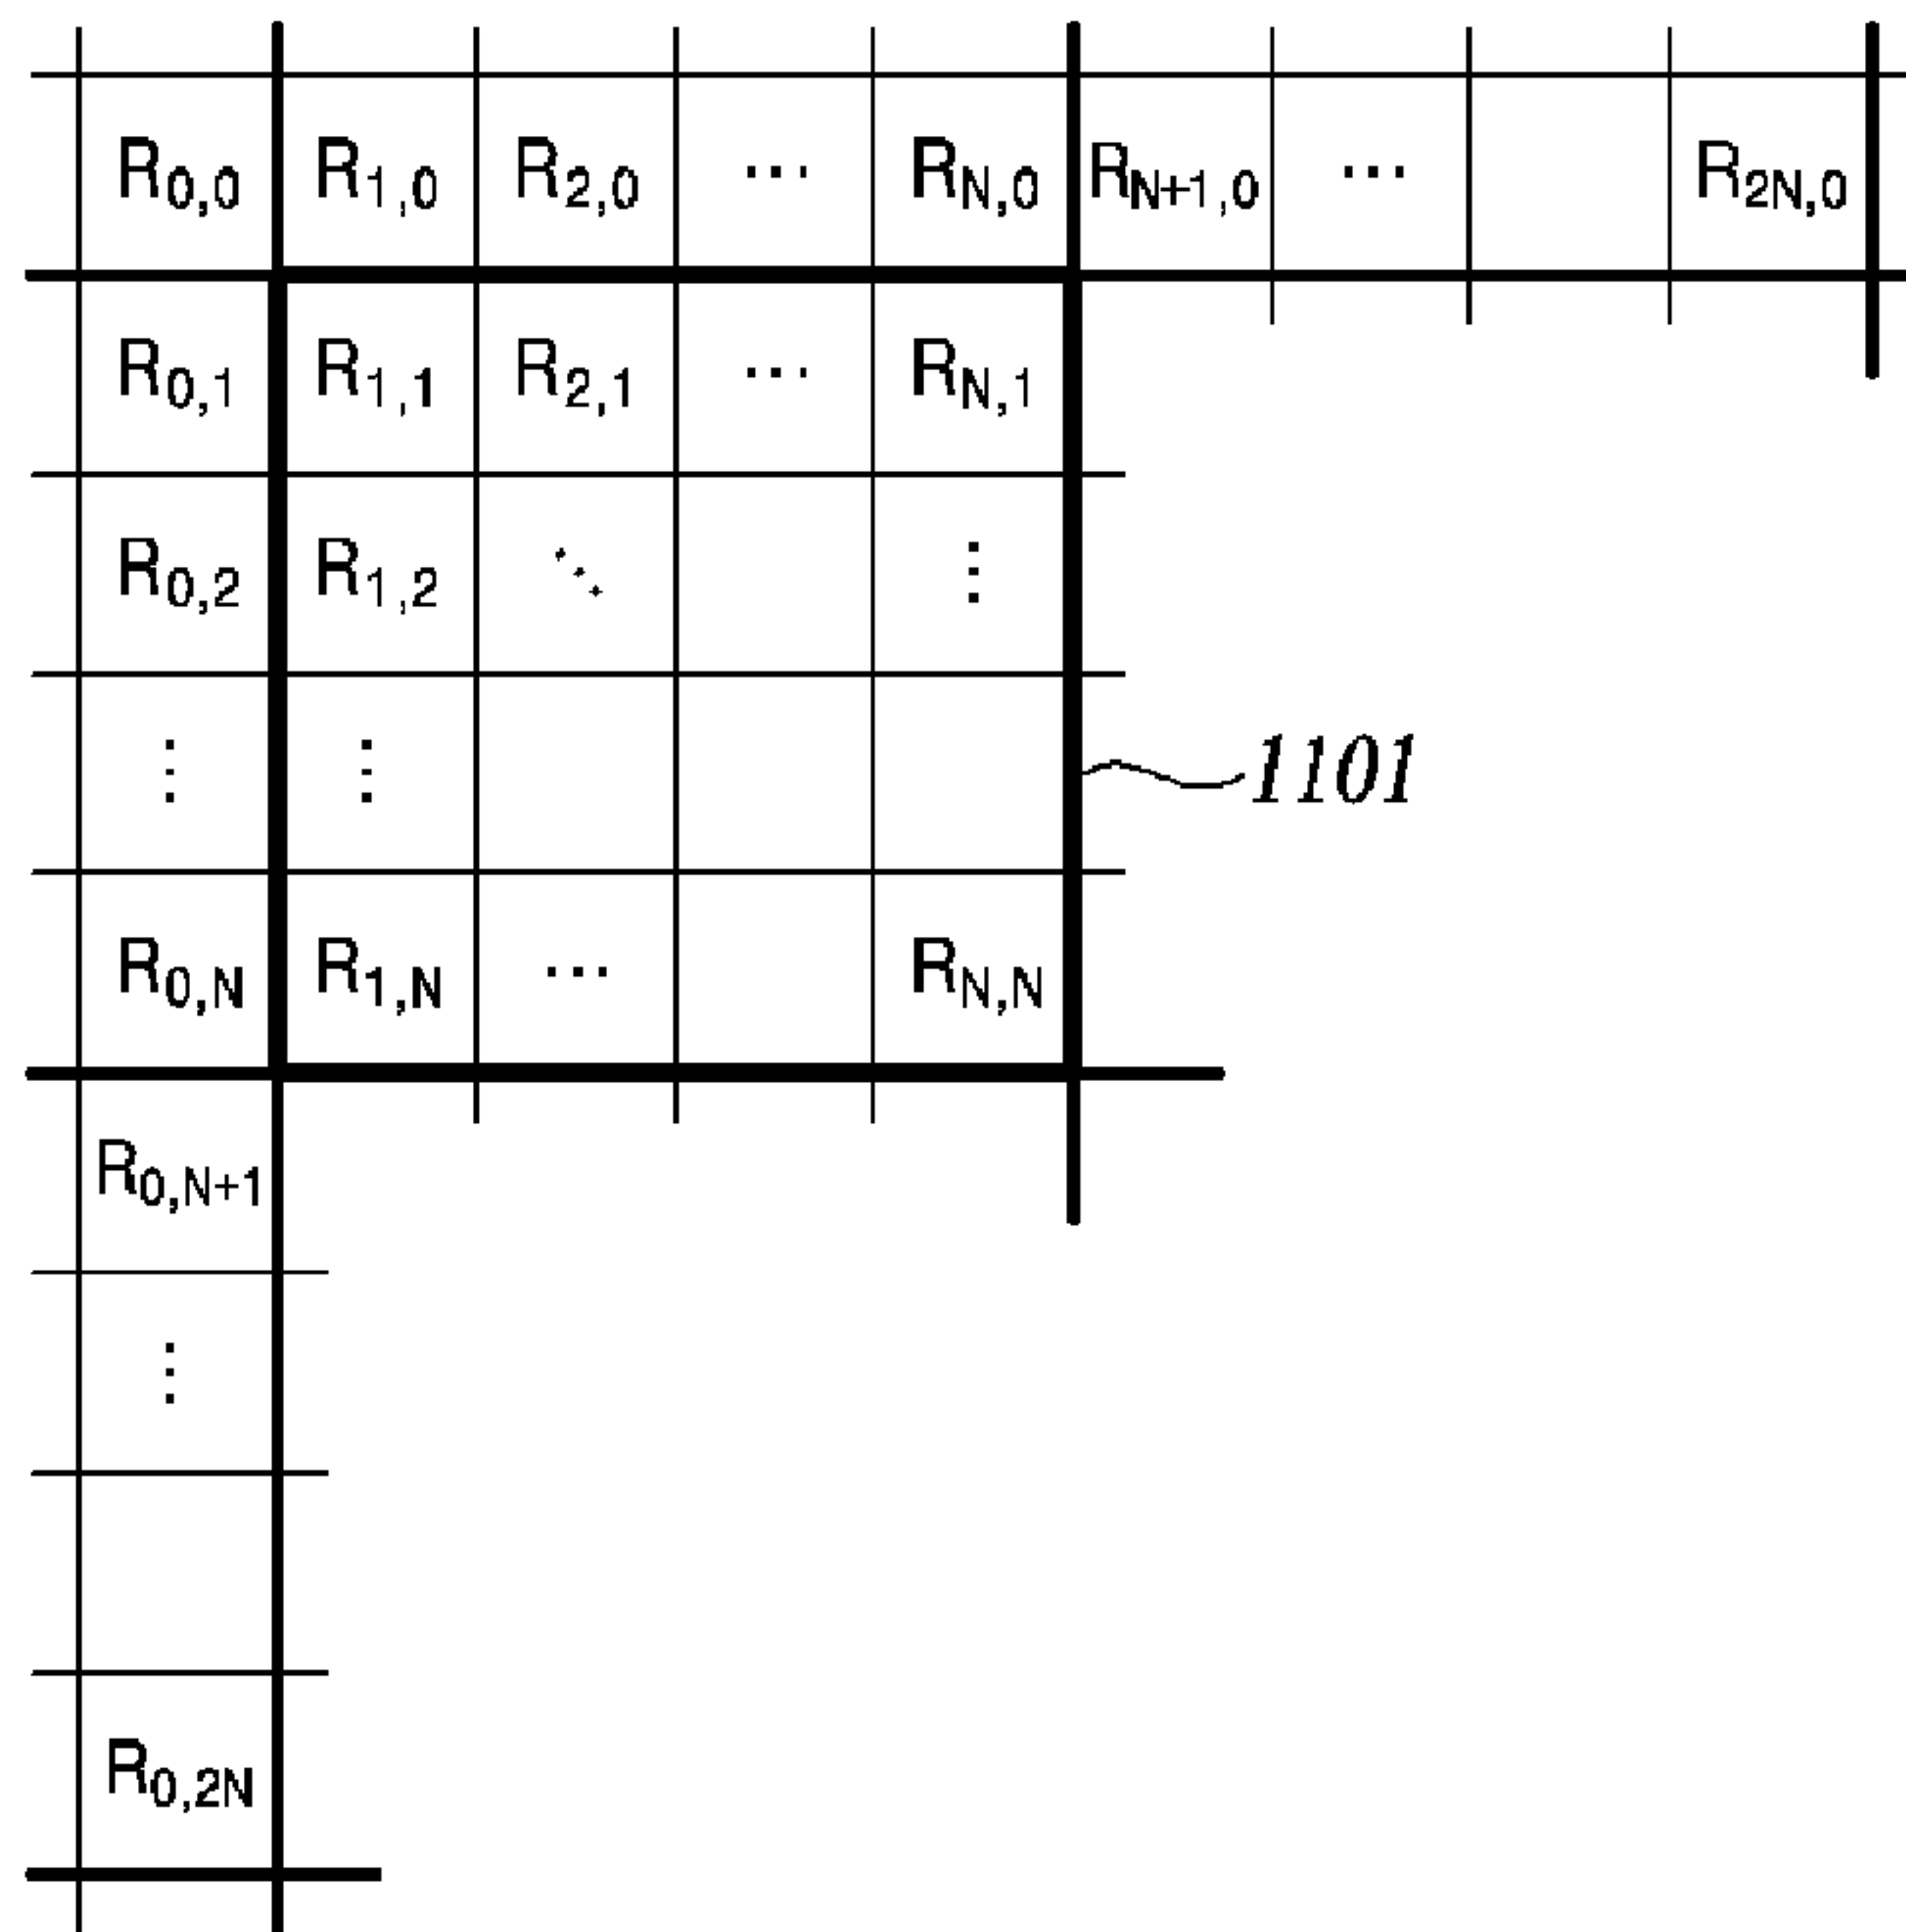 R0,0 R1,0 R2,0 ... RN,0 RN+1,0 ... R2N,0
R0,1 R1,1 R2,1 ... RN,1
R0,2 R1,2 ⋱ ⋮
⋮ ⋮ 1101
R0,N R1,N ... RN,N
R0,N+1
⋮
R0,2N